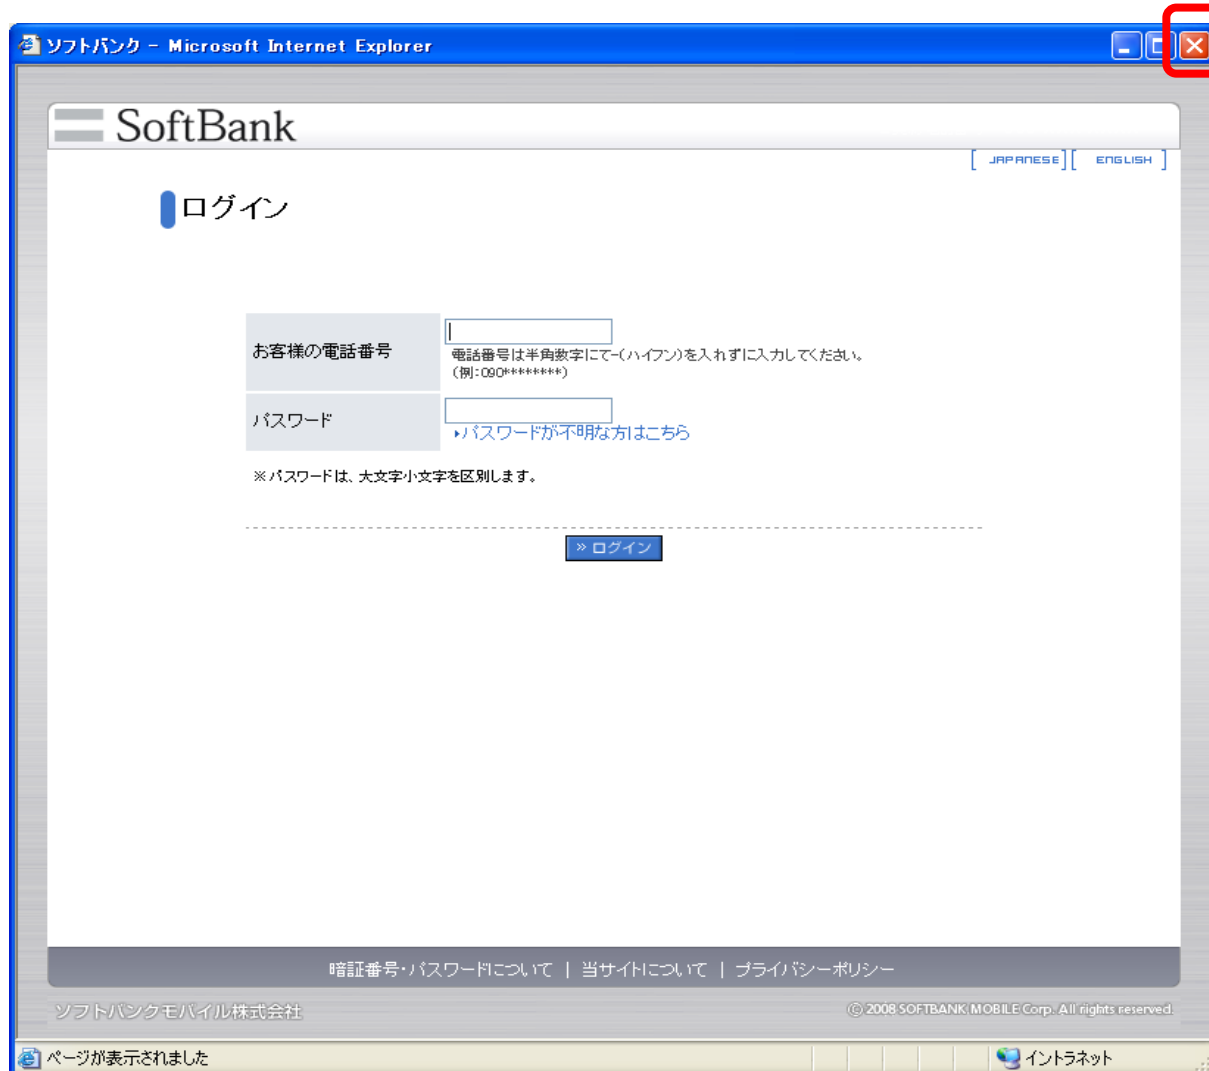 ソフトバンク - Microsoft Internet Explorer
SoftBank
[ JAPANESE ][ ENGLISH ]
ログイン
お客様の電話番号
電話番号は半角数字にて-(ハイフン)を入れずに入力してください。
(例:090********)
パスワード
パスワードが不明な方はこちら
※パスワードは、大文字小文字を区別します。
» ログイン
暗証番号・パスワードについて | 当サイトについて | プライバシーポリシー
ソフトバンクモバイル株式会社
© 2008 SOFTBANK MOBILE Corp. All rights reserved.
ページが表示されました
イントラネット